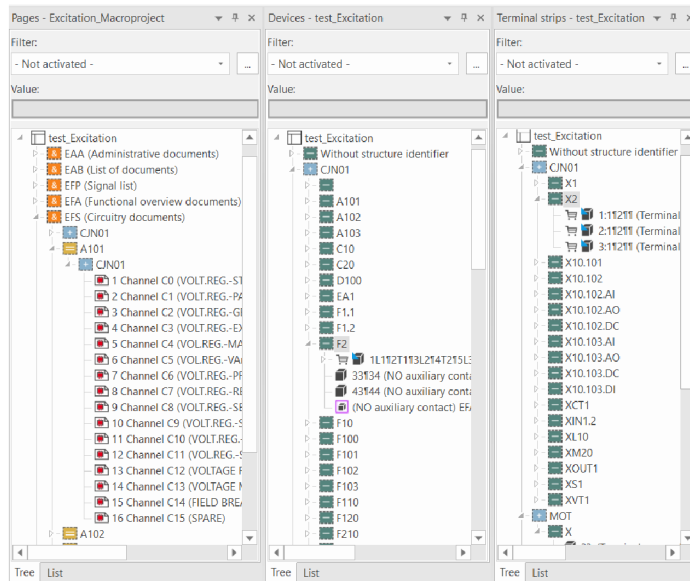 Pages - Excitation_Macroproject
Filter:
- Not activated -
...
Value:
test_Excitation
EAA (Administrative documents)
EAB (List of documents)
EFP (Signal list)
EFA (Functional overview documents)
EFS (Circuitry documents)
CJN01
A101
CJN01
1 Channel C0 (VOLT.REG.-ST
2 Channel C1 (VOLT.REG.-PA
3 Channel C2 (VOLT.REG.-GE
4 Channel C3 (VOLT.REG.-EX
5 Channel C4 (VOL.REG.-MA
6 Channel C5 (VOL.REG.-VA
7 Channel C6 (VOLT.REG.-PF
8 Channel C7 (VOLT.REG.-RE
9 Channel C8 (VOLT.REG.-SE
10 Channel C9 (VOLT.REG.-S
11 Channel C10 (VOLT.REG.-
12 Channel C11 (VOL.REG.-S
13 Channel C12 (VOLTAGE F
14 Channel C13 (VOLTAGE M
15 Channel C14 (FIELD BREA
16 Channel C15 (SPARE)
A102
Tree List
Devices - test_Excitation
Filter:
- Not activated -
...
Value:
test_Excitation
Without structure identifier
CJN01
A101
A102
A103
C10
C20
D100
EA1
F1.1
F1.2
F2
1L1¶2T1¶3L2¶4T2¶5L3
33¶34 (NO auxiliary conta
43¶44 (NO auxiliary conta
(NO auxiliary contact) EFA
F10
F100
F101
F102
F103
F110
F120
F210
Tree List
Terminal strips - test_Excitation
Filter:
- Not activated -
...
Value:
test_Excitation
Without structure identifier
CJN01
X1
X2
1:1¶2¶1¶ (Terminal
2:1¶2¶1¶ (Terminal
3:1¶2¶1¶ (Terminal
X10.101
X10.102
X10.102.AI
X10.102.AO
X10.102.DC
X10.103.AI
X10.103.AO
X10.103.DC
X10.103.DI
XCT1
XIN1.2
XL10
XM20
XOUT1
XS1
XVT1
MOT
X
Tree List